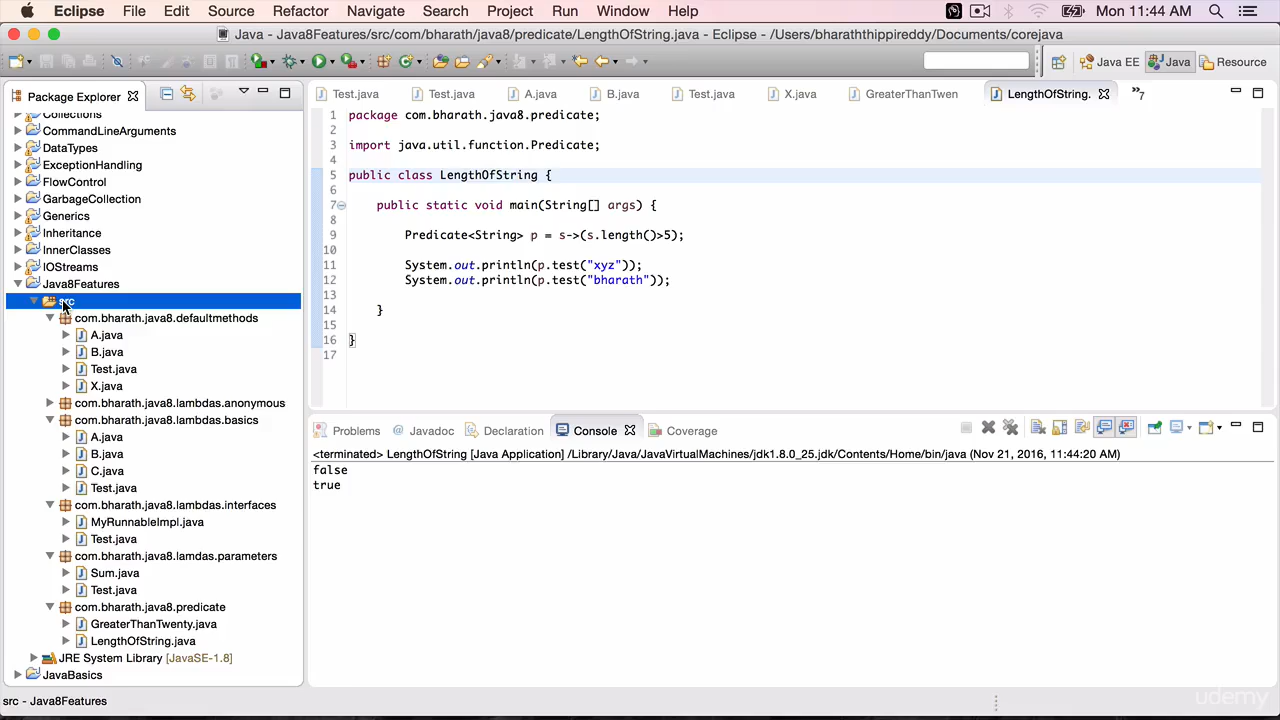 Eclipse File Edit Source Refactor Navigate Search Project Run Window Help Mon 11:44 AM
Java - Java8Features/src/com/bharath/java8/predicate/LengthOfString.java - Eclipse - /Users/bharaththippireddy/Documents/corejava
Java EE Java Resource
Package Explorer
Test.java Test.java A.java B.java Test.java X.java GreaterThanTwen LengthOfString. »7
Collections
CommandLineArguments
DataTypes
ExceptionHandling
FlowControl
GarbageCollection
Generics
Inheritance
InnerClasses
IOStreams
Java8Features
src
com.bharath.java8.defaultmethods
A.java
B.java
Test.java
X.java
com.bharath.java8.lambdas.anonymous
com.bharath.java8.lambdas.basics
A.java
B.java
C.java
Test.java
com.bharath.java8.lambdas.interfaces
MyRunnableImpl.java
Test.java
com.bharath.java8.lamdas.parameters
Sum.java
Test.java
com.bharath.java8.predicate
GreaterThanTwenty.java
LengthOfString.java
JRE System Library [JavaSE-1.8]
JavaBasics
1 package com.bharath.java8.predicate;
2
3 import java.util.function.Predicate;
4
5 public class LengthOfString {
6
7 public static void main(String[] args) {
8
9 Predicate<String> p = s->(s.length()>5);
10
11 System.out.println(p.test("xyz"));
12 System.out.println(p.test("bharath"));
13
14 }
15
16 }
17
Problems @ Javadoc Declaration Console Coverage
<terminated> LengthOfString [Java Application] /Library/Java/JavaVirtualMachines/jdk1.8.0_25.jdk/Contents/Home/bin/java (Nov 21, 2016, 11:44:20 AM)
false
true
src - Java8Features
udemy